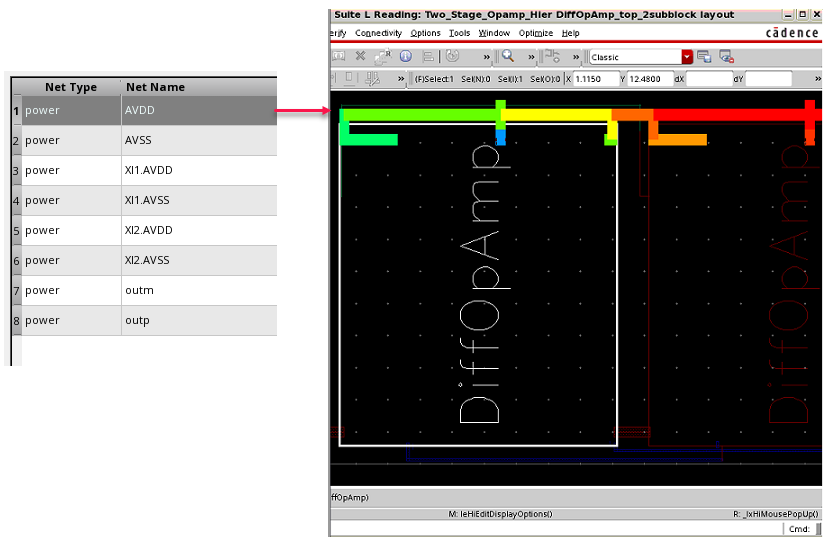 Net Type Net Name
1 power AVDD
2 power AVSS
3 power XI1.AVDD
4 power XI1.AVSS
5 power XI2.AVDD
6 power XI2.AVSS
7 power outm
8 power outp
Suite L Reading: Two_Stage_Opamp_Hier DiffOpAmp_top_2subblock layout
erify Connectivity Options Tools Window Optimize Help
cādence
» » » Classic
» (F)Select:1 Sel(N):0 Sel(I):1 Sel(O):0 X 1.1150 Y 12.4800 dX dY »
DiffOpAmp
DiffOpAmp
ffOpAmp)
M: leHiEditDisplayOptions() R: _lxHiMousePopUp()
Cmd: